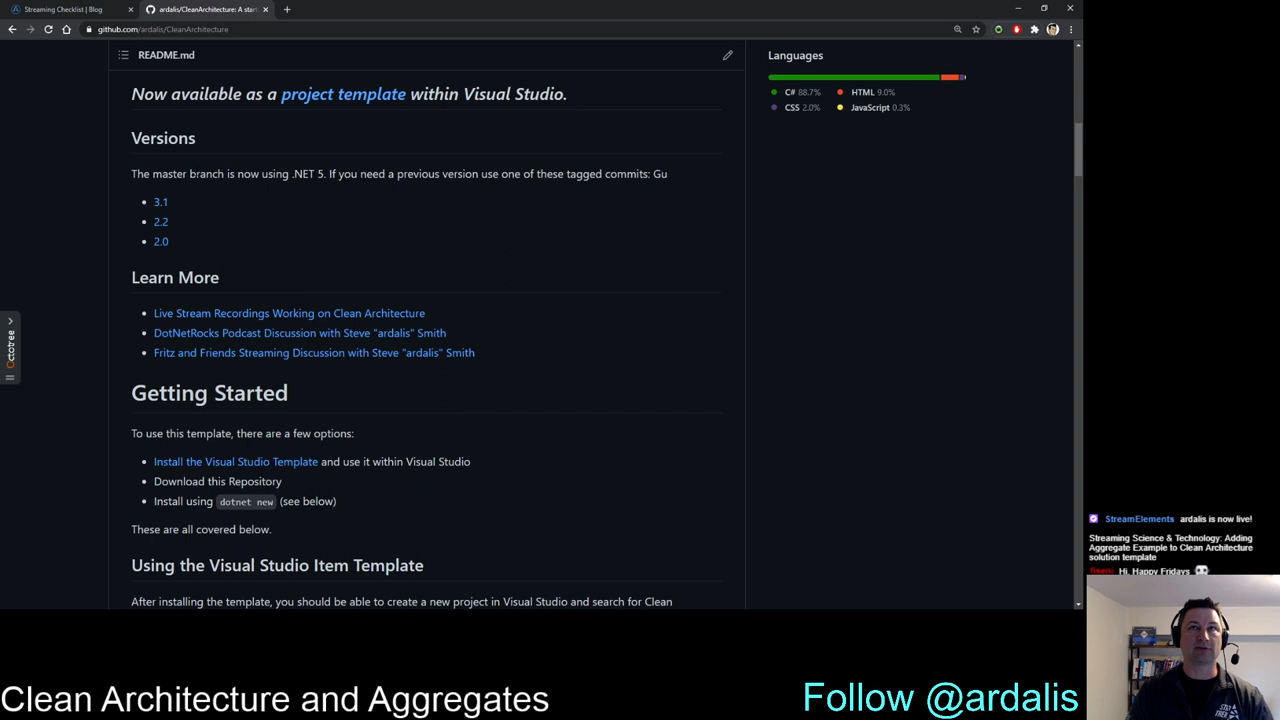 Streaming Checklist | Blog
ardalis/CleanArchitecture: A star
github.com/ardalis/CleanArchitecture
README.md
Now available as a project template within Visual Studio.
Versions
The master branch is now using .NET 5. If you need a previous version use one of these tagged commits: Gu
3.1
2.2
2.0
Learn More
Live Stream Recordings Working on Clean Architecture
DotNetRocks Podcast Discussion with Steve "ardalis" Smith
Fritz and Friends Streaming Discussion with Steve "ardalis" Smith
Getting Started
To use this template, there are a few options:
Install the Visual Studio Template and use it within Visual Studio
Download this Repository
Install using dotnet new (see below)
These are all covered below.
Using the Visual Studio Item Template
After installing the template, you should be able to create a new project in Visual Studio and search for Clean
Languages
C# 88.7% HTML 9.0%
CSS 2.0% JavaScript 0.3%
Octotree
StreamElements ardalis is now live!
Streaming Science & Technology: Adding
Aggregate Example to Clean Architecture
solution template
Hi, Happy Fridays
Clean Architecture and Aggregates
Follow @ardalis